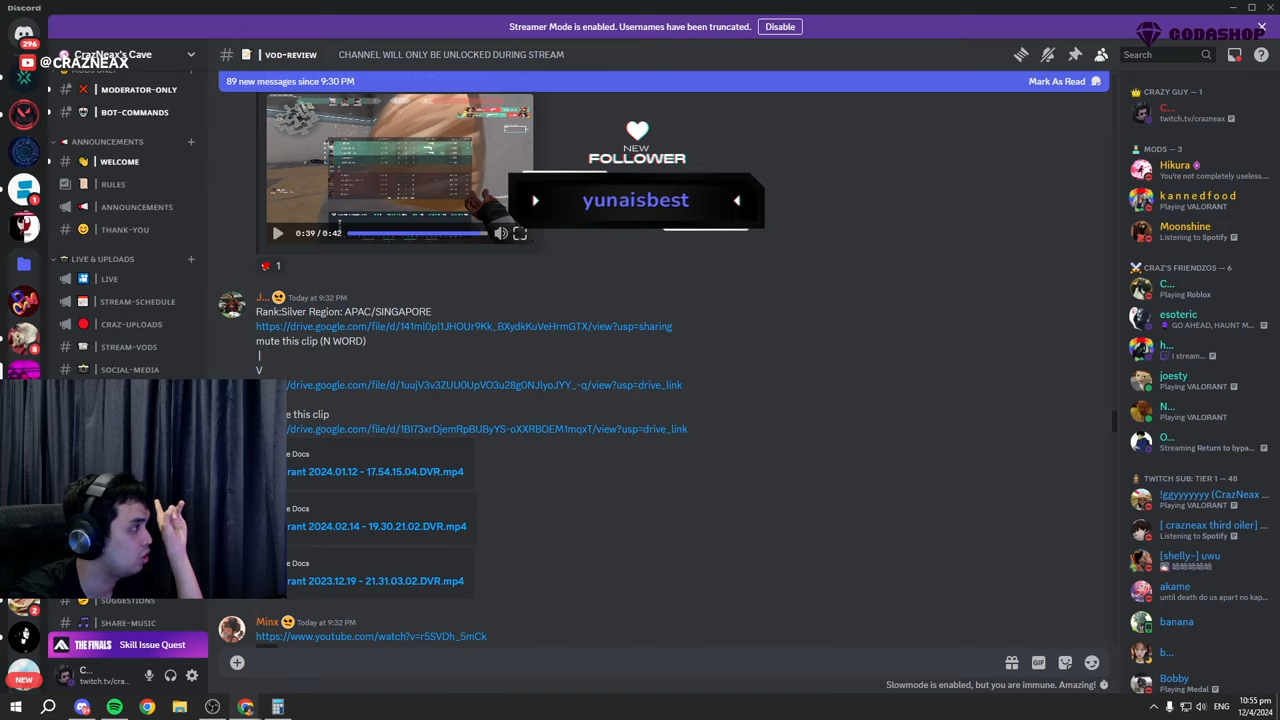 Discord
Streamer Mode is enabled. Usernames have been truncated.
Disable
296
CrazNeax's Cave
@CRAZNEAX
VOD-REVIEW
CHANNEL WILL ONLY BE UNLOCKED DURING STREAM
Search
CODASHOP
89 new messages since 9:30 PM
Mark As Read
MODERATOR-ONLY
BOT-COMMANDS
ANNOUNCEMENTS
WELCOME
RULES
ANNOUNCEMENTS
THANK-YOU
LIVE & UPLOADS
LIVE
STREAM-SCHEDULE
CRAZ-UPLOADS
STREAM-VODS
SOCIAL-MEDIA
SUGGESTIONS
SHARE-MUSIC
THE FINALS Skill Issue Quest
C...
twitch.tv/cra...
NEW
1
8
2
NEW
FOLLOWER
yunaisbest
0:39 / 0:42
1
J... Today at 9:32 PM
Rank:Silver Region: APAC/SINGAPORE
https://drive.google.com/file/d/141ml0pl1JHOUr9Kk_BXydkKuVeHrmGTX/view?usp=sharing
mute this clip (N WORD)
|
V
/drive.google.com/file/d/1uujV3v3ZUU0UpVO3u28g0NJlyoJYY_-q/view?usp=drive_link
e this clip
/drive.google.com/file/d/1BI73xrDjemRpBUByYS-oXXRBOEM1mqxT/view?usp=drive_link
e Docs
rant 2024.01.12 - 17.54.15.04.DVR.mp4
e Docs
rant 2024.02.14 - 19.30.21.02.DVR.mp4
e Docs
rant 2023.12.19 - 21.31.03.02.DVR.mp4
Minx Today at 9:32 PM
https://www.youtube.com/watch?v=r5SVDh_5mCk
GIF
Slowmode is enabled, but you are immune. Amazing!
CRAZY GUY — 1
C...
twitch.tv/crazneax
MODS — 3
Hikura
You're not completely useless...
kannedfood
Playing VALORANT
Moonshine
Listening to Spotify
CRAZ'S FRIENDZOS — 6
C...
Playing Roblox
esoteric
GO AHEAD, HAUNT M...
h...
I stream...
joesty
Playing VALORANT
N...
Playing VALORANT
O...
Streaming Return to bypa...
TWITCH SUB: TIER 1 — 48
!ggyyyyyyy (CrazNeax ...
Playing VALORANT
[ crazneax third oiler] ...
Listening to Spotify
[shelly~] uwu
akame
until death do us apart no kap...
banana
b...
Bobby
Playing Medal
ENG
10:55 pm
12/4/2024